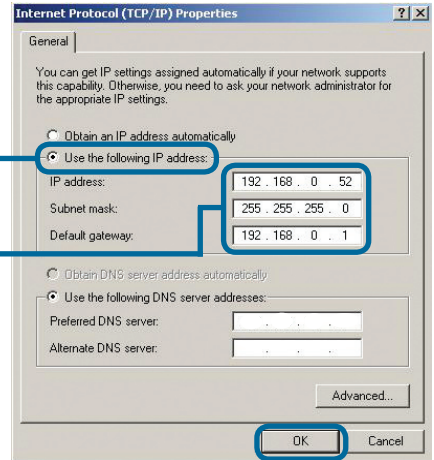 Internet Protocol (TCP/IP) Properties
General
You can get IP settings assigned automatically if your network supports
this capability. Otherwise, you need to ask your network administrator for
the appropriate IP settings.
Obtain an IP address automatically
Use the following IP address:
IP address: 192 . 168 . 0 . 52
Subnet mask: 255 . 255 . 255 . 0
Default gateway: 192 . 168 . 0 . 1
Obtain DNS server address automatically
Use the following DNS server addresses:
Preferred DNS server: . . .
Alternate DNS server: . . .
Advanced...
OK Cancel